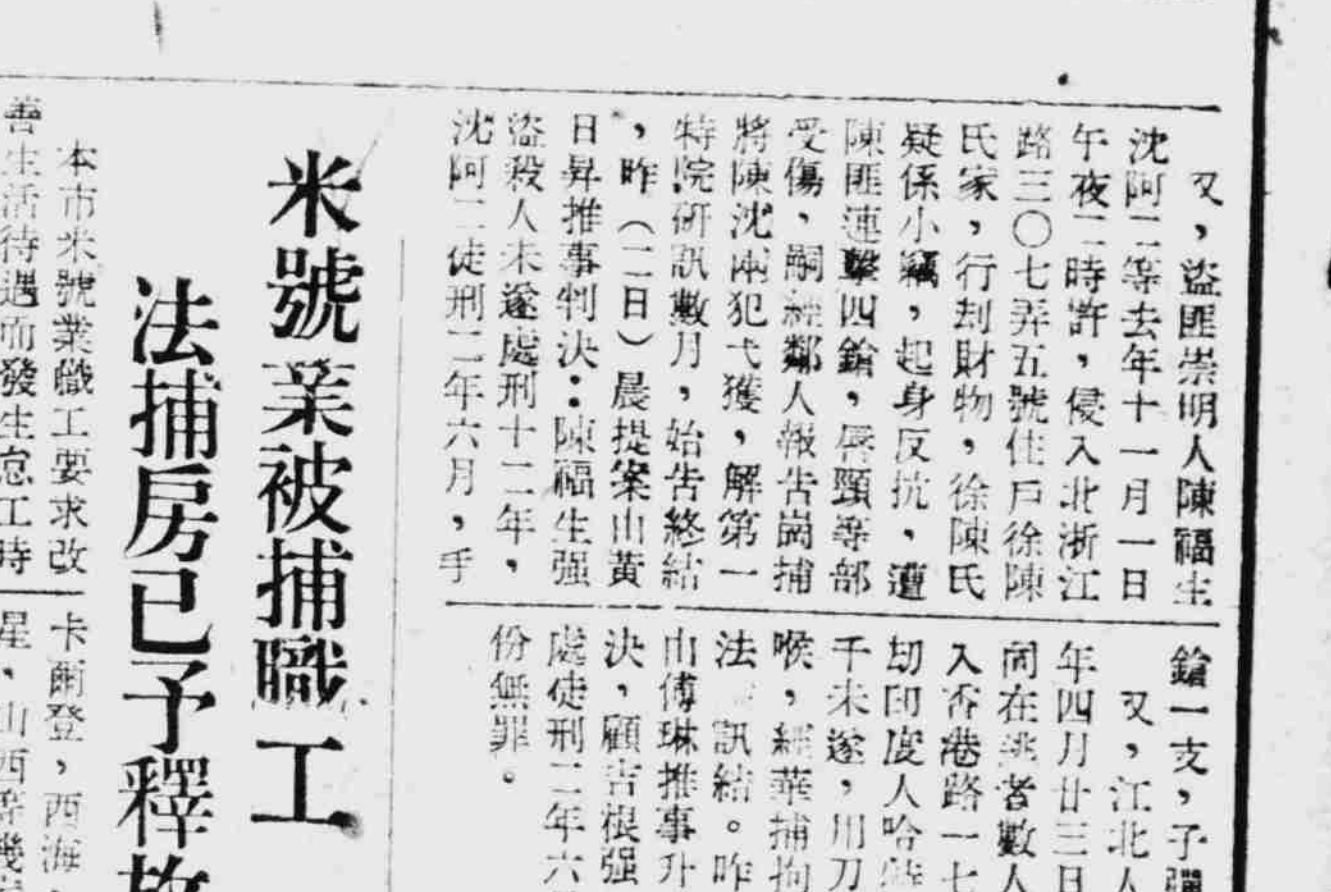 又，盜匪崇明人陳福生
沈阿二等去年十一月一日
午夜二時許，侵入北浙江
路三〇七弄五號住戶徐陳
氏家，行刦財物，徐陳氏
疑係小竊，起身反抗，遭
陳匪連擊四鎗，唇頸等部
受傷，嗣經鄰人報告崗捕
將陳沈兩犯弋獲，解第一
特院研訊數月，始告終結
，昨（二日）晨提案由黃
日昇推事判決：陳福生强
盜殺人未遂處刑十二年，
沈阿二徒刑二年六月，手
鎗一支，子彈
又，江北人
年四月廿三日
同在逃者數人
入香港路一七
刧印度人哈
千未遂，用刀
喉，經華捕拘
法 訊結。昨
由傅琳推事升
決，顧吉根强
處徒刑二年六
份無罪。
米號業被捕職工
法捕房已予釋放
本市米號業職工要求改
善生活待遇而發生怠工時
卡爾登，西海
星，山西